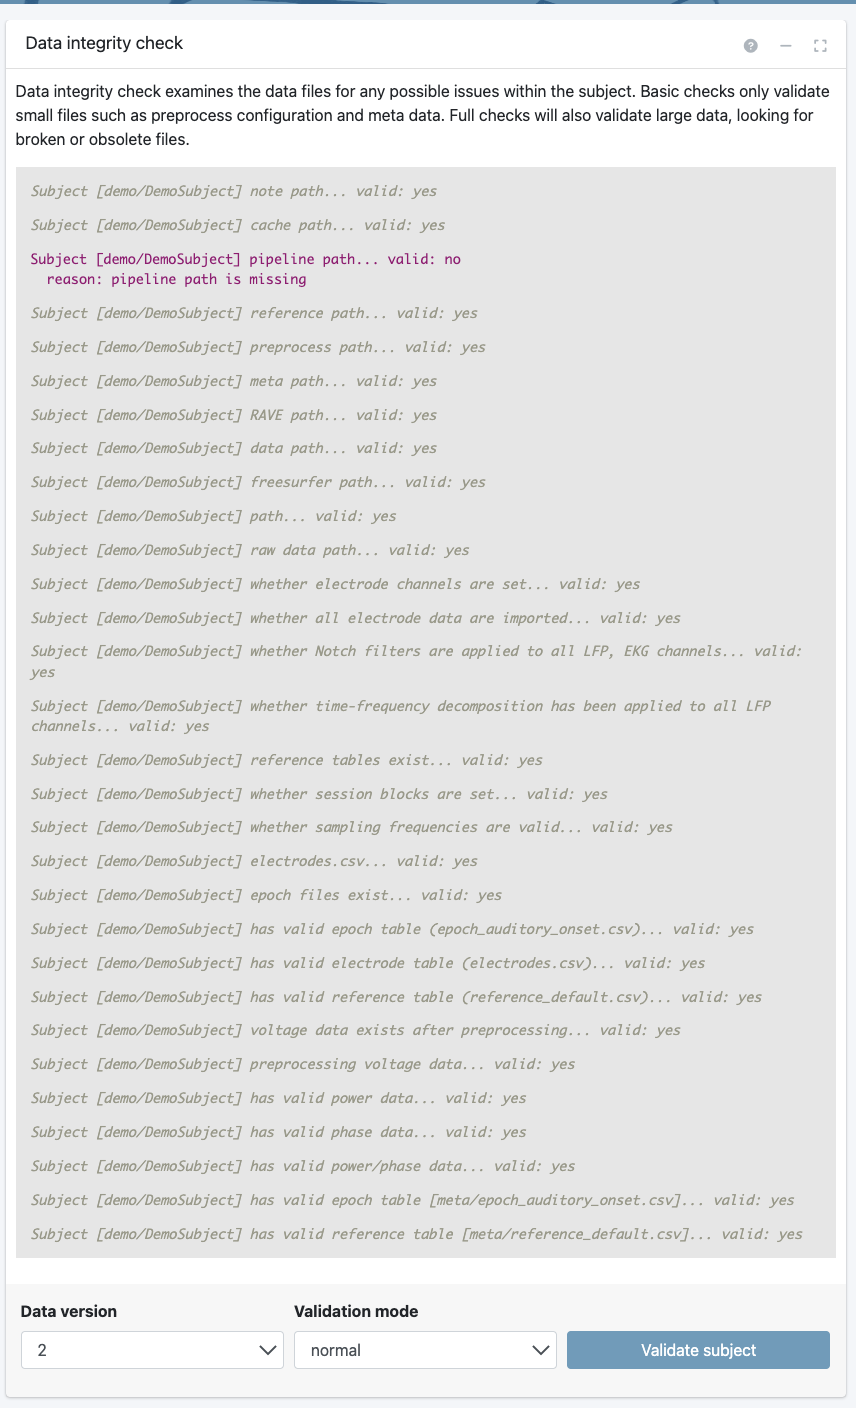 Data integrity check
Data integrity check examines the data files for any possible issues within the subject. Basic checks only validate
small files such as preprocess configuration and meta data. Full checks will also validate large data, looking for
broken or obsolete files.
Subject [demo/DemoSubject] note path... valid: yes
Subject [demo/DemoSubject] cache path... valid: yes
Subject [demo/DemoSubject] pipeline path... valid: no
reason: pipeline path is missing
Subject [demo/DemoSubject] reference path... valid: yes
Subject [demo/DemoSubject] preprocess path... valid: yes
Subject [demo/DemoSubject] meta path... valid: yes
Subject [demo/DemoSubject] RAVE path... valid: yes
Subject [demo/DemoSubject] data path... valid: yes
Subject [demo/DemoSubject] freesurfer path... valid: yes
Subject [demo/DemoSubject] path... valid: yes
Subject [demo/DemoSubject] raw data path... valid: yes
Subject [demo/DemoSubject] whether electrode channels are set... valid: yes
Subject [demo/DemoSubject] whether all electrode data are imported... valid: yes
Subject [demo/DemoSubject] whether Notch filters are applied to all LFP, EKG channels... valid:
yes
Subject [demo/DemoSubject] whether time-frequency decomposition has been applied to all LFP
channels... valid: yes
Subject [demo/DemoSubject] reference tables exist... valid: yes
Subject [demo/DemoSubject] whether session blocks are set... valid: yes
Subject [demo/DemoSubject] whether sampling frequencies are valid... valid: yes
Subject [demo/DemoSubject] electrodes.csv... valid: yes
Subject [demo/DemoSubject] epoch files exist... valid: yes
Subject [demo/DemoSubject] has valid epoch table (epoch_auditory_onset.csv)... valid: yes
Subject [demo/DemoSubject] has valid electrode table (electrodes.csv)... valid: yes
Subject [demo/DemoSubject] has valid reference table (reference_default.csv)... valid: yes
Subject [demo/DemoSubject] voltage data exists after preprocessing... valid: yes
Subject [demo/DemoSubject] preprocessing voltage data... valid: yes
Subject [demo/DemoSubject] has valid power data... valid: yes
Subject [demo/DemoSubject] has valid phase data... valid: yes
Subject [demo/DemoSubject] has valid power/phase data... valid: yes
Subject [demo/DemoSubject] has valid epoch table [meta/epoch_auditory_onset.csv]... valid: yes
Subject [demo/DemoSubject] has valid reference table [meta/reference_default.csv]... valid: yes
Data version
Validation mode
2
normal
Validate subject